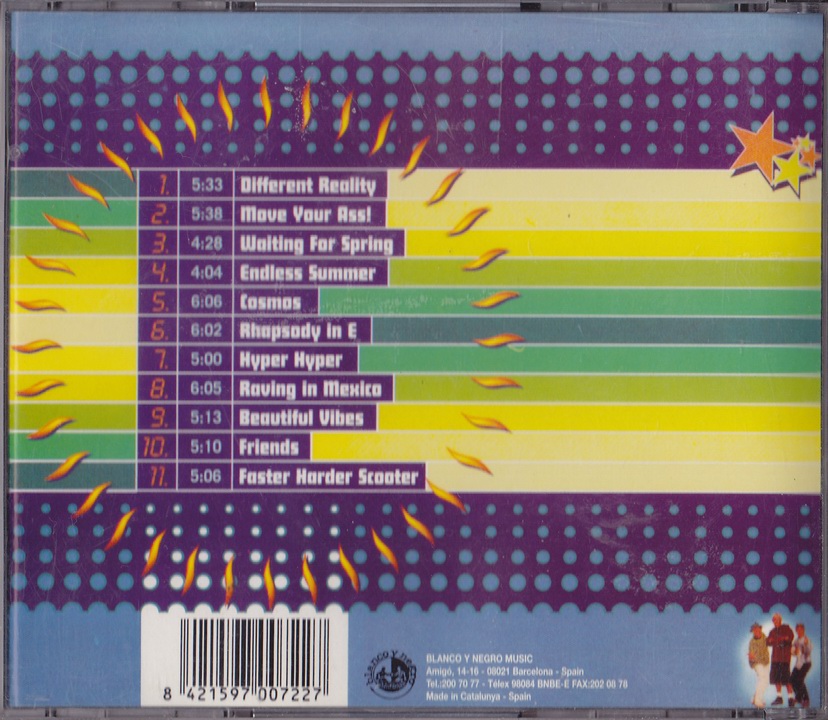 1. 5:33 Different Reality
2. 5:38 Move Your Ass!
3. 4:28 Waiting For Spring
4. 4:04 Endless Summer
5. 6:06 Cosmos
6. 6:02 Rhapsody in E
7. 5:00 Hyper Hyper
8. 6:05 Raving in Mexico
9. 5:13 Beautiful Vibes
10. 5:10 Friends
11. 5:06 Faster Harder Scooter
8 421597 007227
blanco y negro
BLANCO Y NEGRO MUSIC
Amigó, 14-16 - 08021 Barcelona - Spain
Tel.:200 70 77 - Télex 98084 BNBE-E FAX:202 08 78
Made in Catalunya - Spain